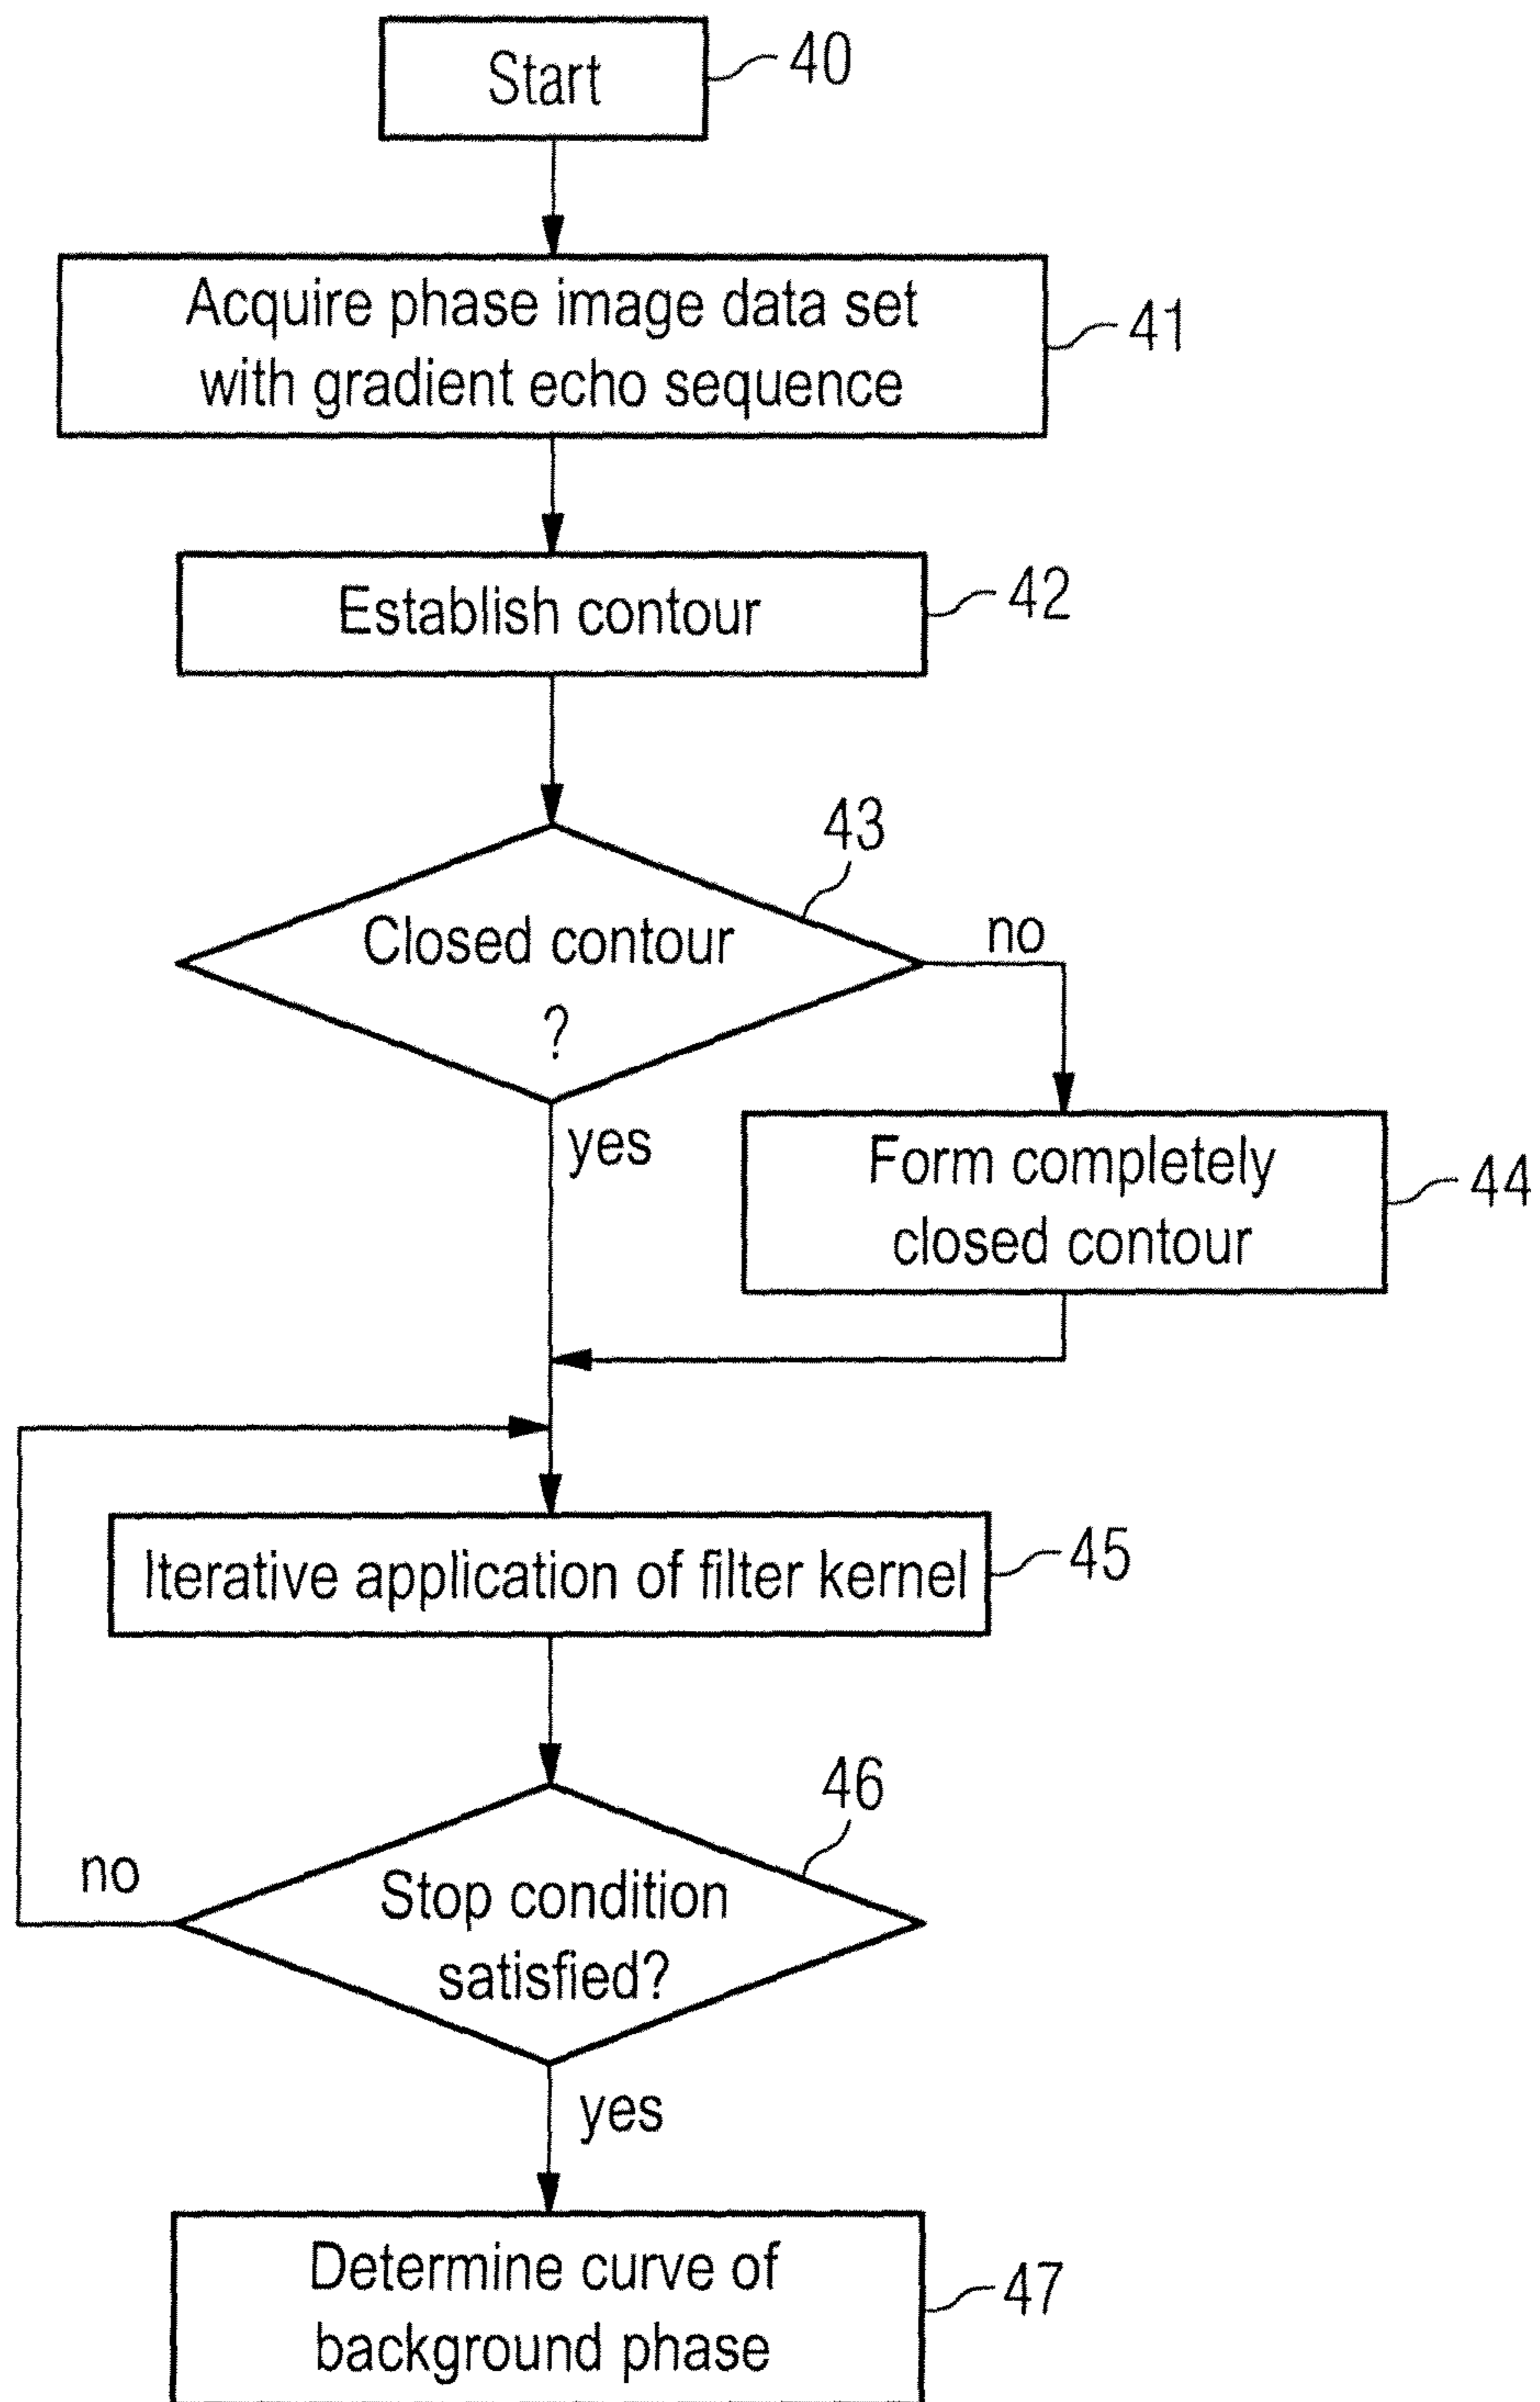 Start
40
Acquire phase image data set
with gradient echo sequence
41
Establish contour
42
43
Closed contour
?
no
yes
Form completely
closed contour
44
Iterative application of filter kernel
45
46
Stop condition
satisfied?
no
yes
Determine curve of
background phase
47